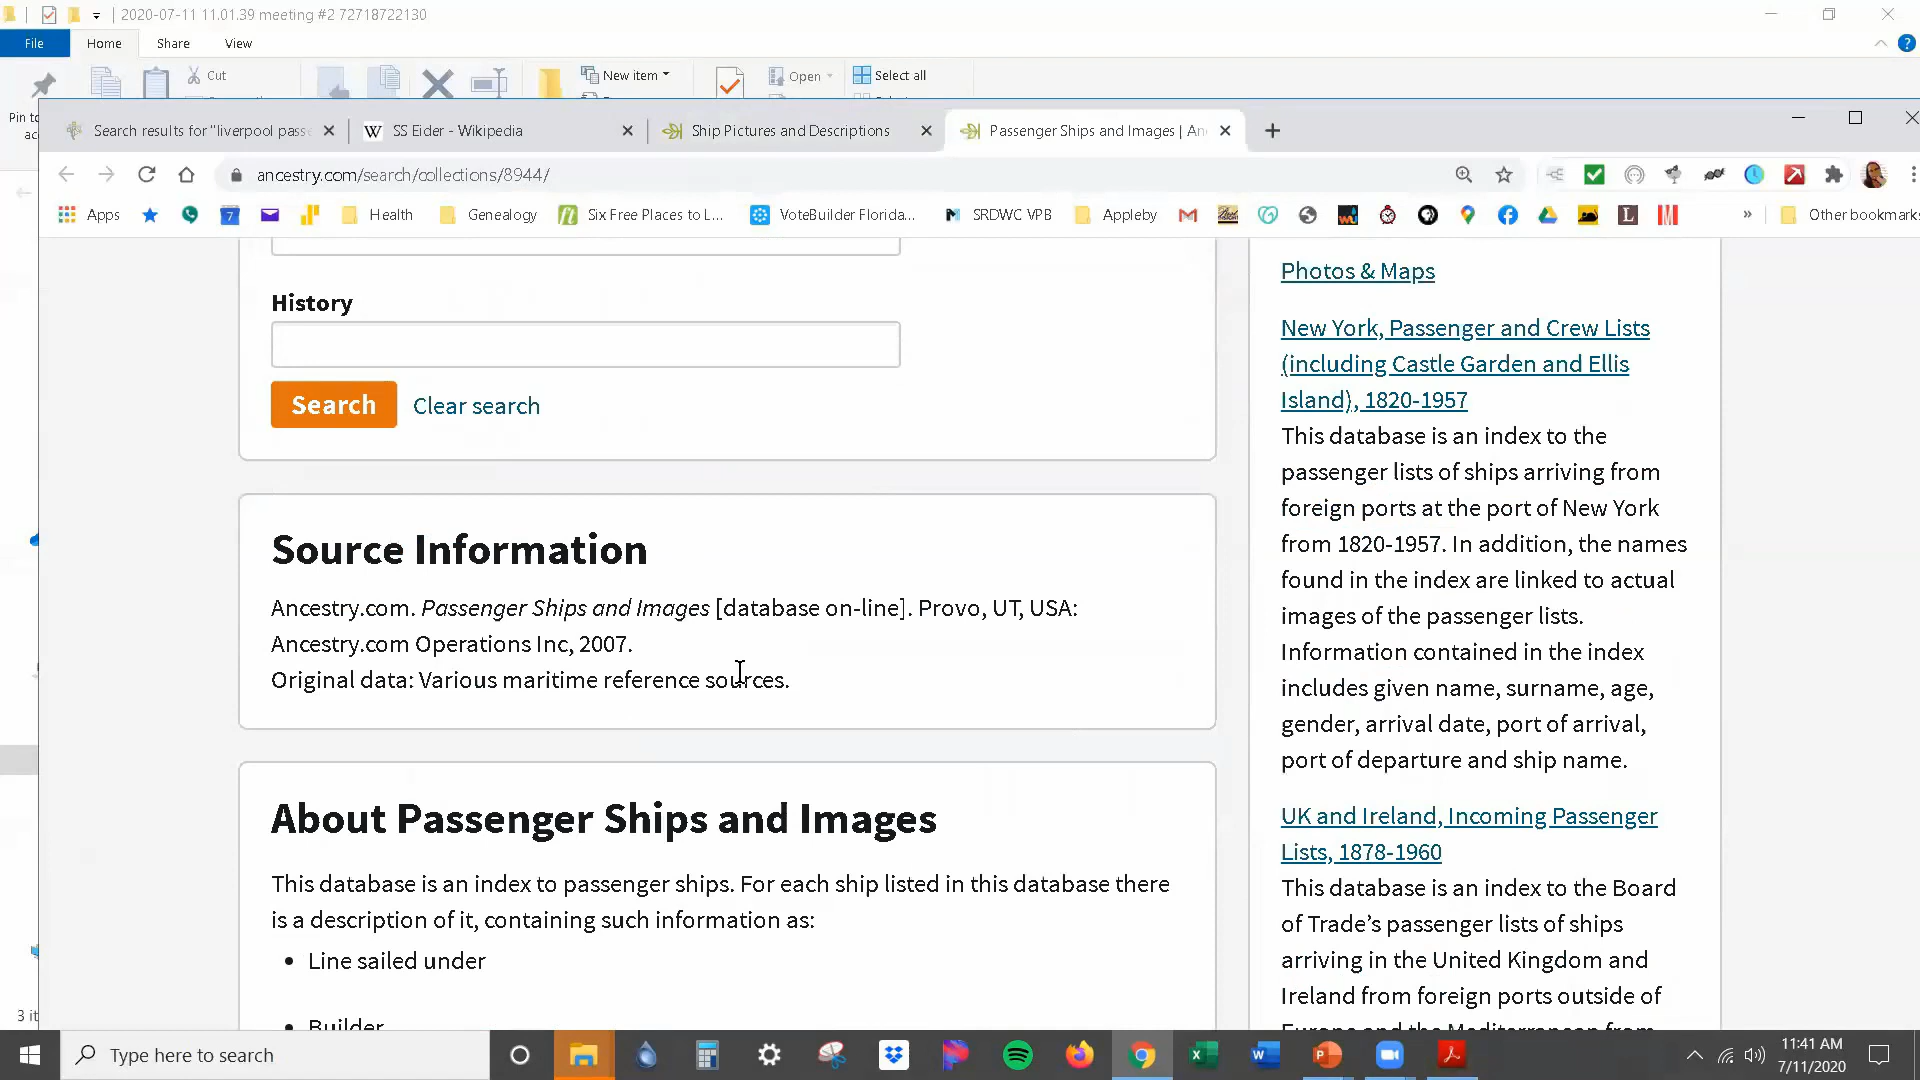 2020-07-11 11.01.39 meeting #2 72718722130
File Home Share View
Cut New item Open Select all
Pin to
Search results for "liverpool pass SS Eider - Wikipedia Ship Pictures and Descriptions Passenger Ships and Images | An
ancestry.com/search/collections/8944/
Apps Health Genealogy Six Free Places to L... VoteBuilder Florida... SRDWC VPB Appleby » Other bookmarks
History
Search Clear search
Source Information
Ancestry.com. Passenger Ships and Images [database on-line]. Provo, UT, USA:
Ancestry.com Operations Inc, 2007.
Original data: Various maritime reference sources.
About Passenger Ships and Images
This database is an index to passenger ships. For each ship listed in this database there
is a description of it, containing such information as:
• Line sailed under
• Builder
Photos & Maps
New York, Passenger and Crew Lists
(including Castle Garden and Ellis
Island), 1820-1957
This database is an index to the
passenger lists of ships arriving from
foreign ports at the port of New York
from 1820-1957. In addition, the names
found in the index are linked to actual
images of the passenger lists.
Information contained in the index
includes given name, surname, age,
gender, arrival date, port of arrival,
port of departure and ship name.
UK and Ireland, Incoming Passenger
Lists, 1878-1960
This database is an index to the Board
of Trade's passenger lists of ships
arriving in the United Kingdom and
Ireland from foreign ports outside of
Europe and the Mediterranean from
3 it
Type here to search
11:41 AM
7/11/2020